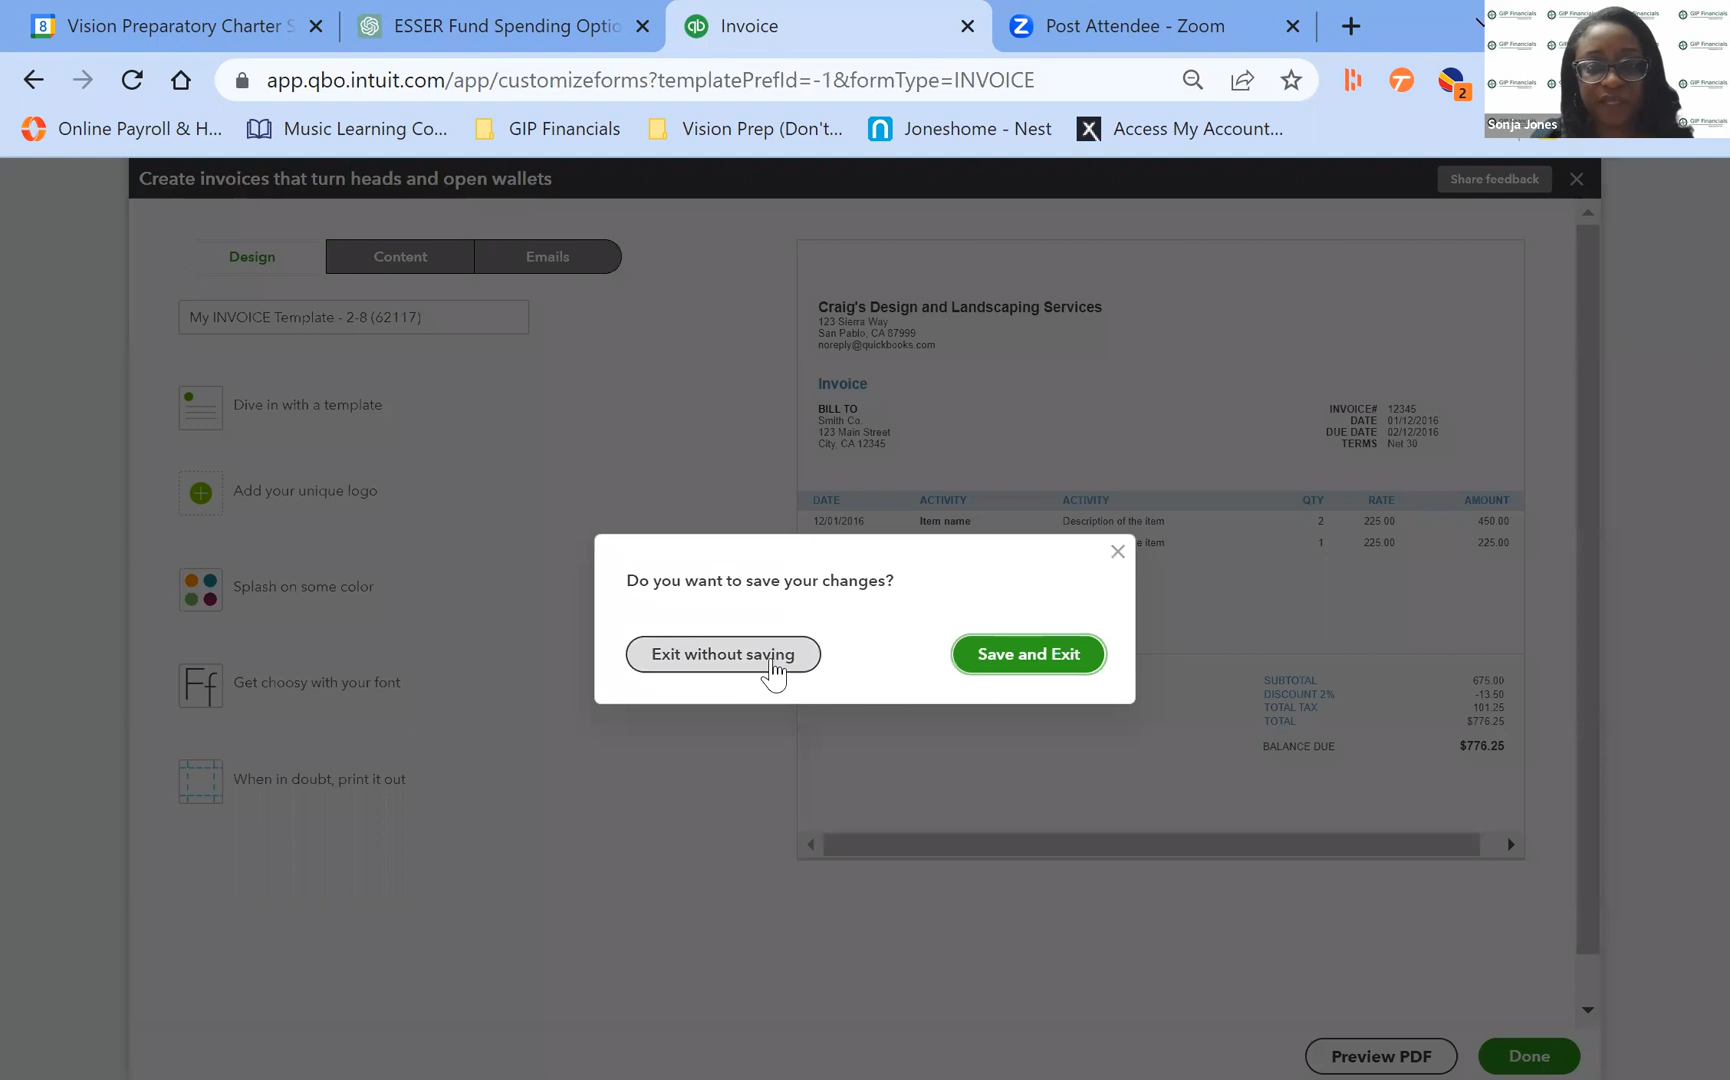 Vision Preparatory Charter S
ESSER Fund Spending Optio
Invoice
Post Attendee - Zoom
app.qbo.intuit.com/app/customizeforms?templatePrefId=-1&formType=INVOICE
2
Online Payroll & H...
Music Learning Co...
GIP Financials
Vision Prep (Don't...
Joneshome - Nest
Access My Account...
GIP Financials
Sonja Jones
Create invoices that turn heads and open wallets
Share feedback
Design
Content
Emails
My INVOICE Template - 2-8 (62117)
Dive in with a template
Add your unique logo
Splash on some color
Ff
Get choosy with your font
When in doubt, print it out
Craig's Design and Landscaping Services
123 Sierra Way
San Pablo, CA 87999
noreply@quickbooks.com
Invoice
BILL TO
Smith Co.
123 Main Street
City, CA 12345
INVOICE# 12345
DATE 01/12/2016
DUE DATE 02/12/2016
TERMS Net 30
DATE ACTIVITY ACTIVITY QTY RATE AMOUNT
12/01/2016 Item name Description of the item 2 225.00 450.00
e item 1 225.00 225.00
Do you want to save your changes?
Exit without saving
Save and Exit
SUBTOTAL 675.00
DISCOUNT 2% -13.50
TOTAL TAX 101.25
TOTAL $776.25
BALANCE DUE $776.25
Preview PDF
Done